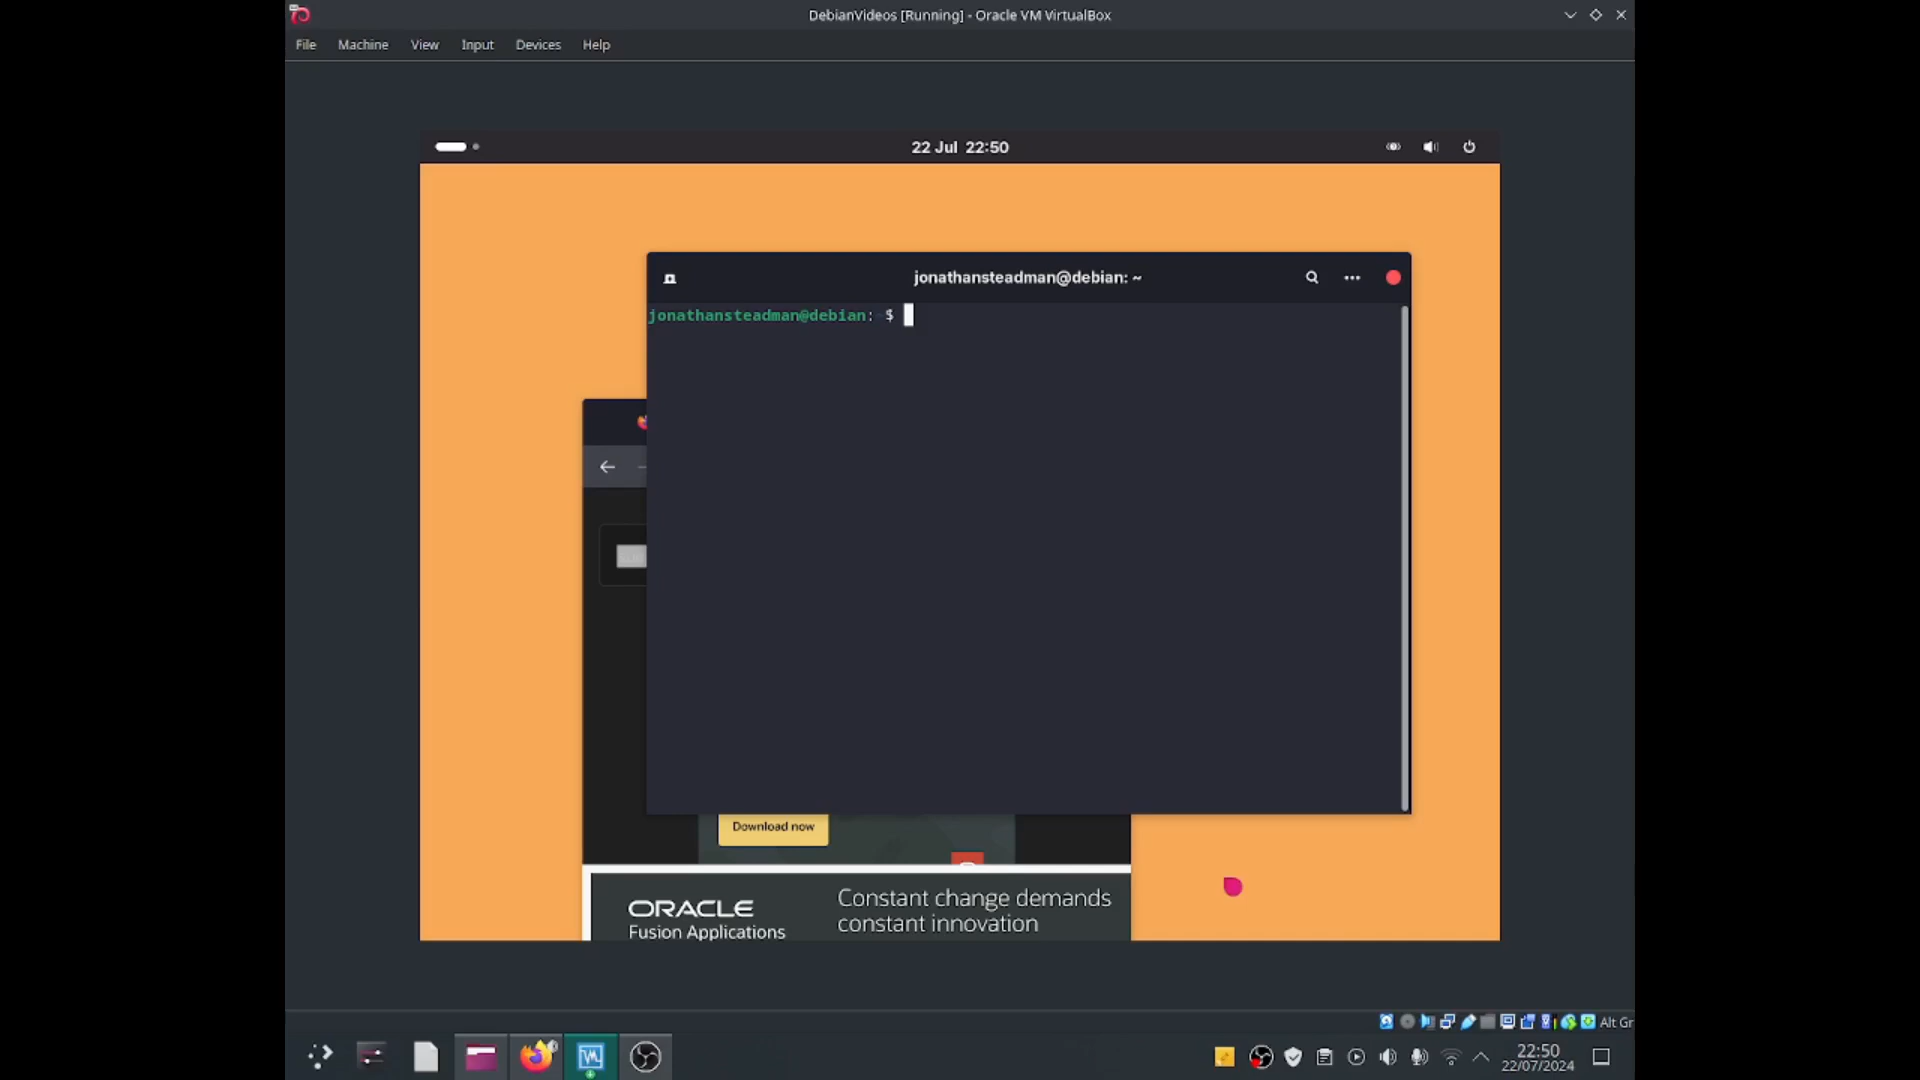 DebianVideos [Running] - Oracle VM VirtualBox
File Machine View Input Devices Help
22 Jul 22:50
jonathansteadman@debian: ~
jonathansteadman@debian: $
Download now
ORACLE
Fusion Applications
Constant change demands
constant innovation
Alt Gr
22:50
22/07/2024